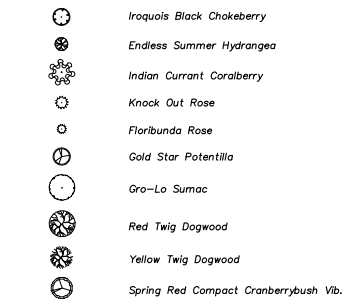 Iroquois Black Chokeberry
Endless Summer Hydrangea
Indian Currant Coralberry
Knock Out Rose
Floribunda Rose
Gold Star Potentilla
Gro-Lo Sumac
Red Twig Dogwood
Yellow Twig Dogwood
Spring Red Compact Cranberrybush Vib.